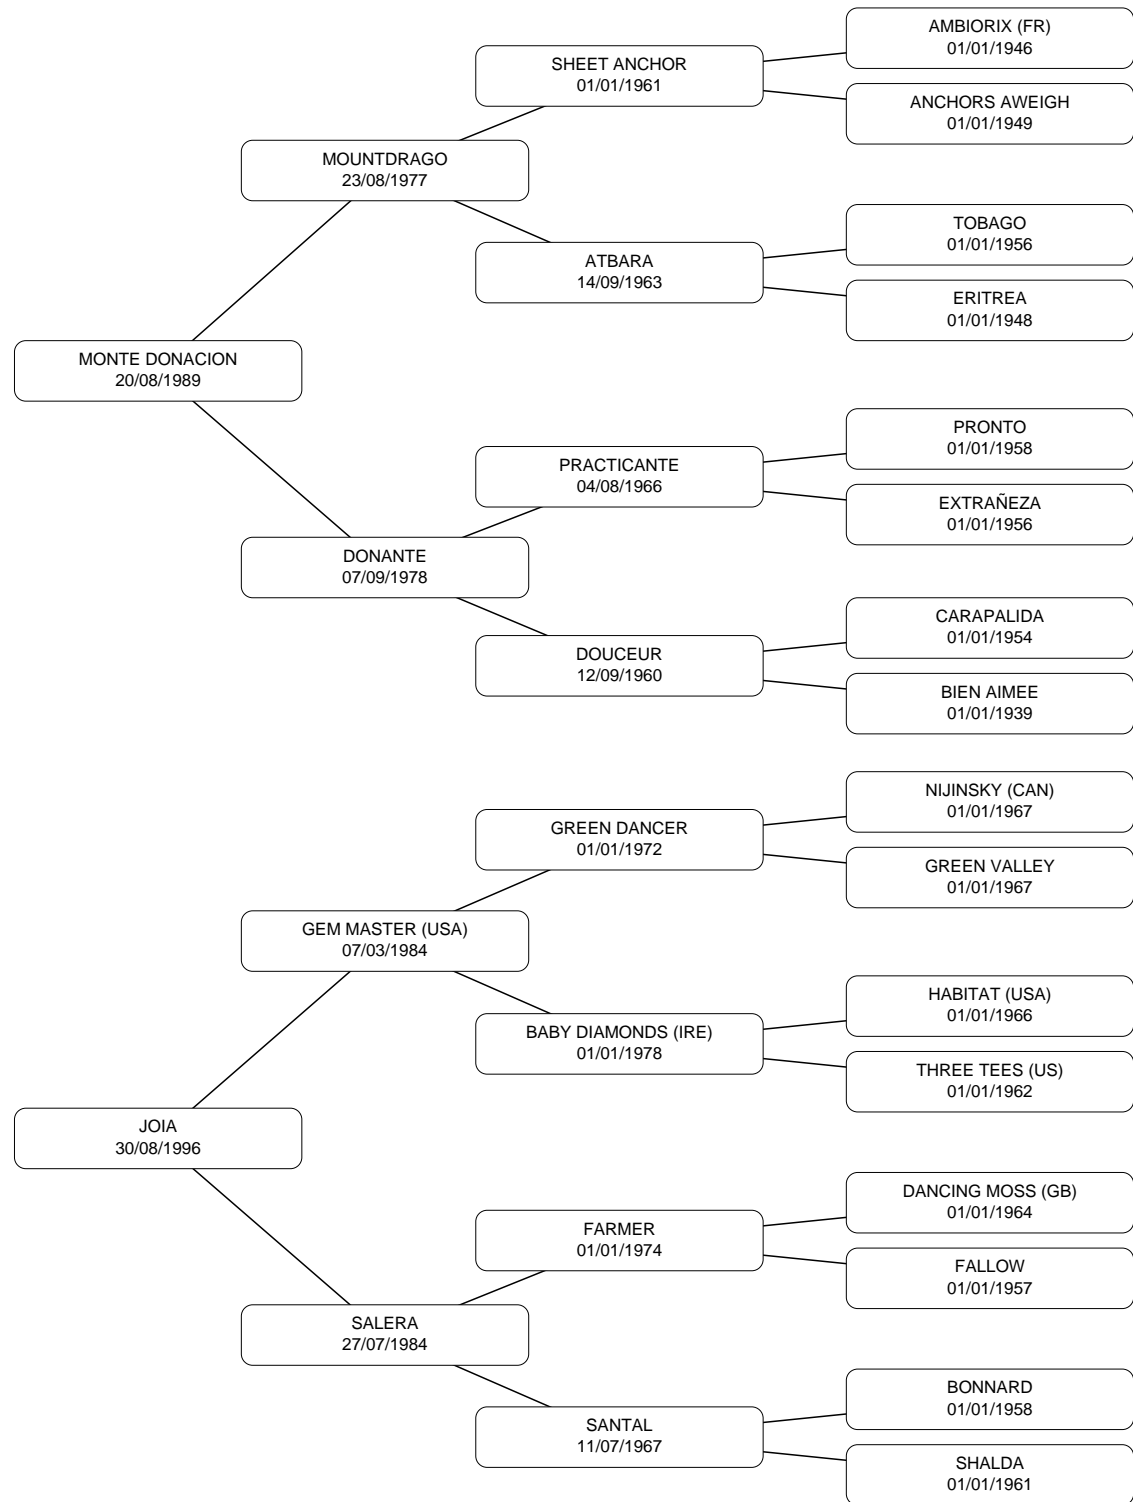 AMBIORIX (FR)
01/01/1946
SHEET ANCHOR
01/01/1961
ANCHORS AWEIGH
01/01/1949
MOUNTDRAGO
23/08/1977
TOBAGO
01/01/1956
ATBARA
14/09/1963
ERITREA
01/01/1948
MONTE DONACION
20/08/1989
PRONTO
01/01/1958
PRACTICANTE
04/08/1966
EXTRAÑEZA
01/01/1956
DONANTE
07/09/1978
CARAPALIDA
01/01/1954
DOUCEUR
12/09/1960
BIEN AIMEE
01/01/1939
NIJINSKY (CAN)
01/01/1967
GREEN DANCER
01/01/1972
GREEN VALLEY
01/01/1967
GEM MASTER (USA)
07/03/1984
HABITAT (USA)
01/01/1966
BABY DIAMONDS (IRE)
01/01/1978
THREE TEES (US)
01/01/1962
JOIA
30/08/1996
DANCING MOSS (GB)
01/01/1964
FARMER
01/01/1974
FALLOW
01/01/1957
SALERA
27/07/1984
BONNARD
01/01/1958
SANTAL
11/07/1967
SHALDA
01/01/1961